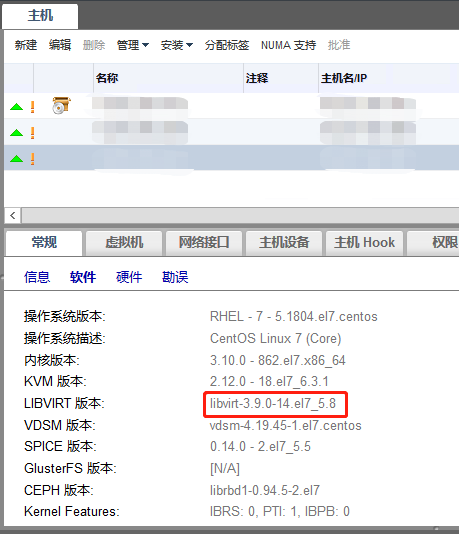 主机
新建 编辑 删除 管理 安装 分配标签 NUMA 支持 批准
名称 注释 主机名/IP
常规 虚拟机 网络接口 主机设备 主机 Hook 权限
信息 软件 硬件 勘误
操作系统版本: RHEL - 7 - 5.1804.el7.centos
操作系统描述: CentOS Linux 7 (Core)
内核版本: 3.10.0 - 862.el7.x86_64
KVM 版本: 2.12.0 - 18.el7_6.3.1
LIBVIRT 版本: libvirt-3.9.0-14.el7_5.8
VDSM 版本: vdsm-4.19.45-1.el7.centos
SPICE 版本: 0.14.0 - 2.el7_5.5
GlusterFS 版本: [N/A]
CEPH 版本: librbd1-0.94.5-2.el7
Kernel Features: IBRS: 0, PTI: 1, IBPB: 0